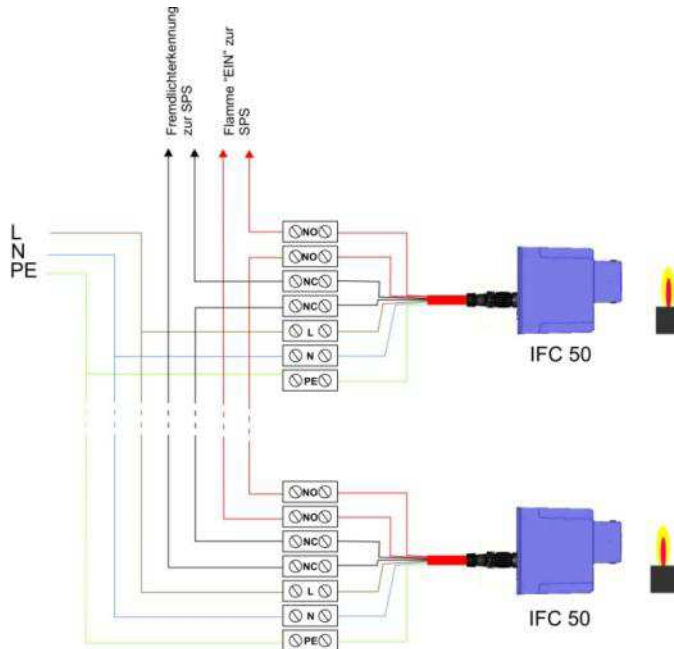 Fremdlichterkennung
zur SPS
Flamme "EIN" zur
SPS
L
N
PE
NO
NO
NC
NC
L
N
PE
IFC 50
NO
NO
NC
NC
L
N
PE
IFC 50